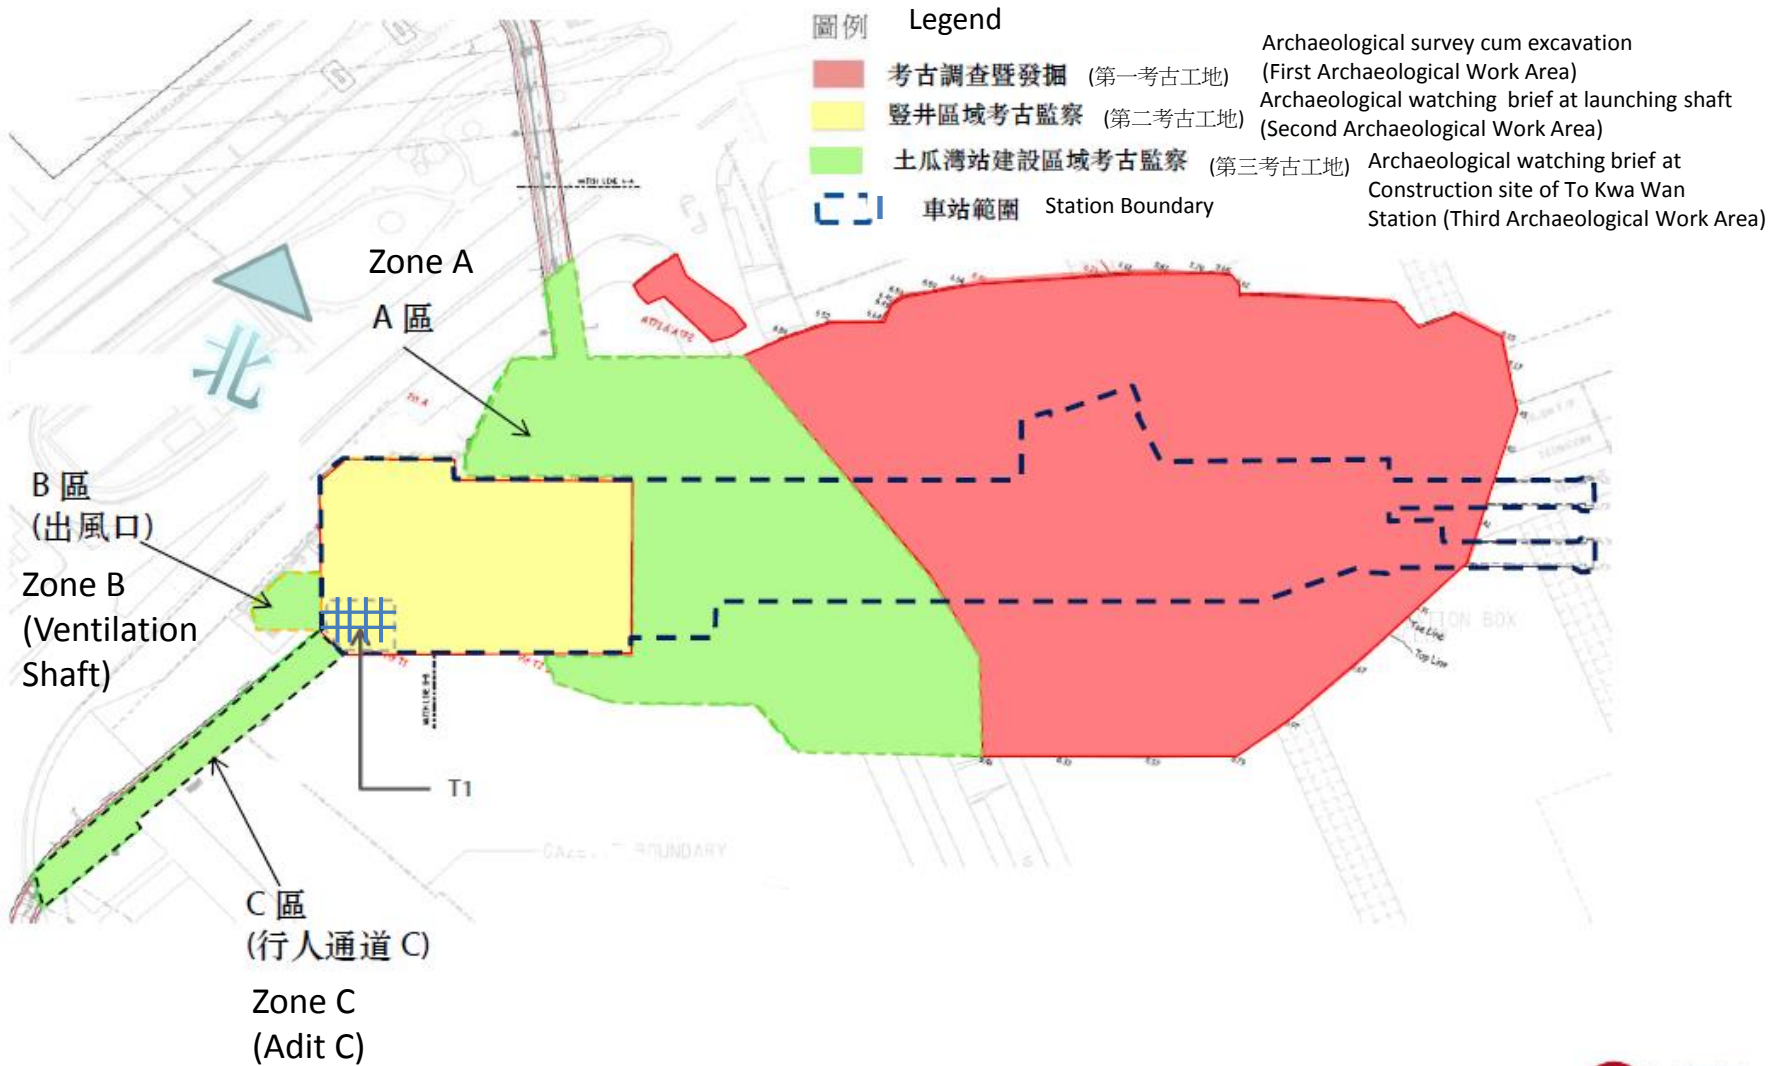 圖例 Legend
考古調查暨發掘 (第一考古工地)
Archaeological survey cum excavation
(First Archaeological Work Area)
豎井區域考古監察 (第二考古工地)
Archaeological watching brief at launching shaft
(Second Archaeological Work Area)
土瓜灣站建設區域考古監察 (第三考古工地)
Archaeological watching brief at
Construction site of To Kwa Wan
Station (Third Archaeological Work Area)
車站範圍 Station Boundary
Zone A
A 區
北
B 區
(出風口)
Zone B
(Ventilation
Shaft)
T1
C 區
(行人通道 C)
Zone C
(Adit C)
Toe Line
Top Line